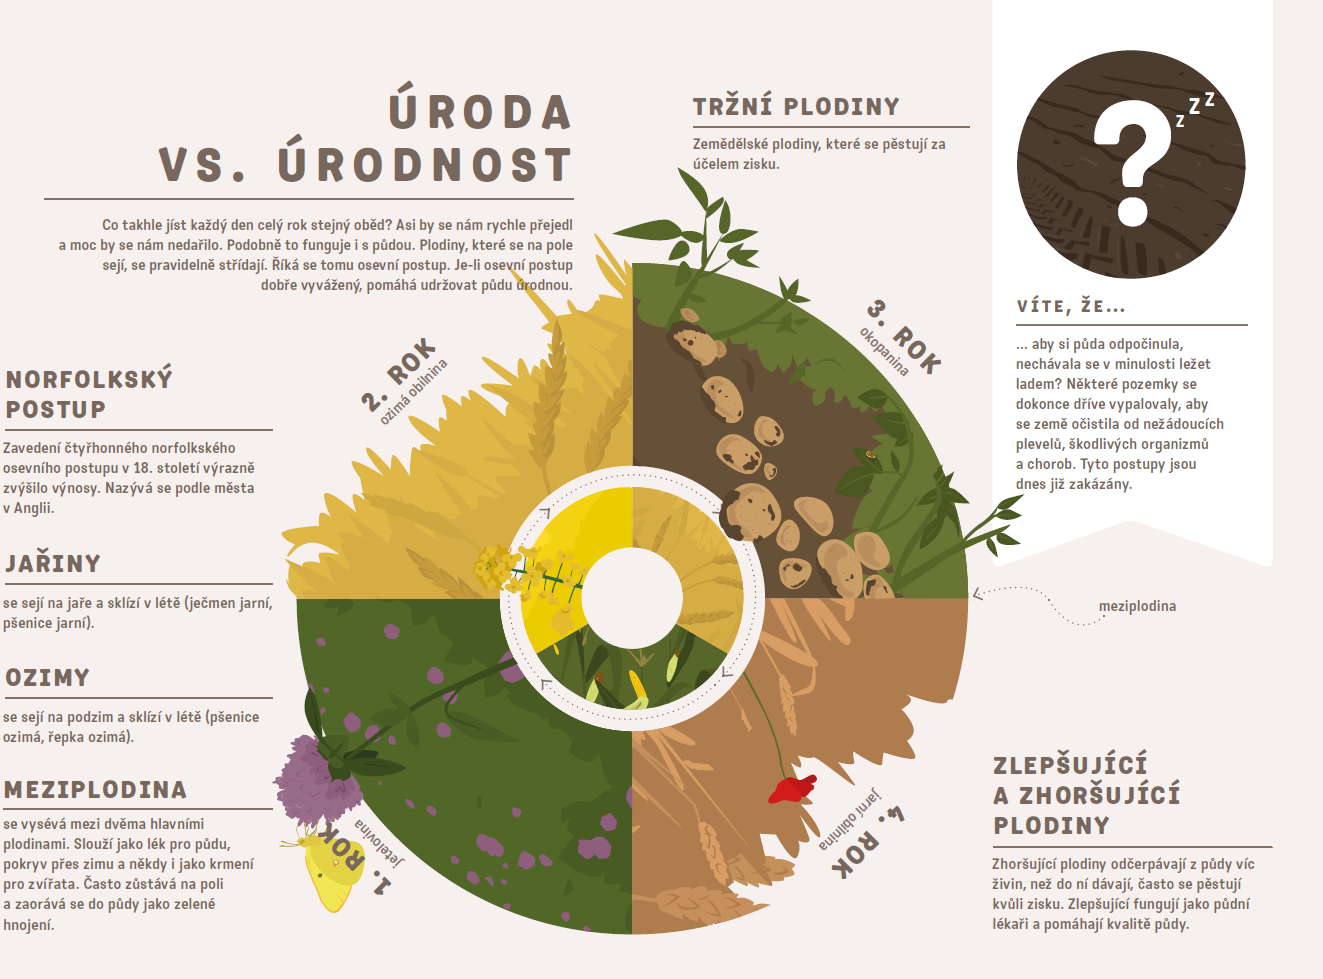 ÚRODA
VS. ÚRODNOST
Co takhle jíst každý den celý rok stejný oběd? Asi by se nám rychle přejedl
a moc by se nám nedařilo. Podobně to funguje i s půdou. Plodiny, které se na pole
sejí, se pravidelně střídají. Říká se tomu osevní postup. Je-li osevní postup
dobře vyvážený, pomáhá udržovat půdu úrodnou.
TRŽNÍ PLODINY
Zemědělské plodiny, které se pěstují za
účelem zisku.
?
z z z
VÍTE, ŽE...
... aby si půda odpočinula,
nechávala se v minulosti ležet
ladem? Některé pozemky se
dokonce dříve vypalovaly, aby
se země očistila od nežádoucích
plevelů, škodlivých organizmů
a chorob. Tyto postupy jsou
dnes již zakázány.
NORFOLKSKÝ
POSTUP
Zavedení čtyřhonného norfolkského
osevního postupu v 18. století výrazně
zvýšilo výnosy. Nazývá se podle města
v Anglii.
JAŘINY
se sejí na jaře a sklízí v létě (ječmen jarní,
pšenice jarní).
OZIMY
se sejí na podzim a sklízí v létě (pšenice
ozimá, řepka ozimá).
MEZIPLODINA
se vysévá mezi dvěma hlavními
plodinami. Slouží jako lék pro půdu,
pokryv přes zimu a někdy i jako krmení
pro zvířata. Často zůstává na poli
a zaorává se do půdy jako zelené
hnojení.
2. ROK
ozimá obilnina
3. ROK
okopanina
1. ROK
jetelovina
4. ROK
jarní obilnina
meziplodina
ZLEPŠUJÍCÍ
A ZHORŠUJÍCÍ
PLODINY
Zhoršující plodiny odčerpávají z půdy víc
živin, než do ní dávají, často se pěstují
kvůli zisku. Zlepšující fungují jako půdní
lékaři a pomáhají kvalitě půdy.